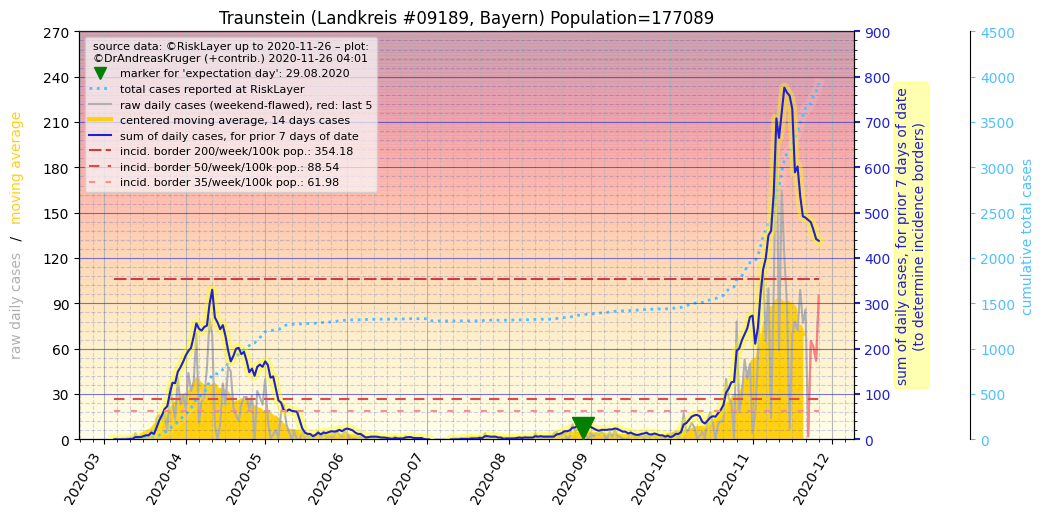 Traunstein (Landkreis #09189, Bayern) Population=177089
source data: ©RiskLayer up to 2020-11-26 – plot:
©DrAndreasKruger (+contrib.) 2020-11-26 04:01
marker for 'expectation day': 29.08.2020
total cases reported at RiskLayer
raw daily cases (weekend-flawed), red: last 5
centered moving average, 14 days cases
sum of daily cases, for prior 7 days of date
incid. border 200/week/100k pop.: 354.18
incid. border 50/week/100k pop.: 88.54
incid. border 35/week/100k pop.: 61.98
raw daily cases / moving average
270
240
210
180
150
120
90
60
30
0
900
800
700
600
500
400
300
200
100
0
sum of daily cases, for prior 7 days of date
(to determine incidence borders)
4500
4000
3500
3000
2500
2000
1500
1000
500
0
cumulative total cases
2020-03
2020-04
2020-05
2020-06
2020-07
2020-08
2020-09
2020-10
2020-11
2020-12